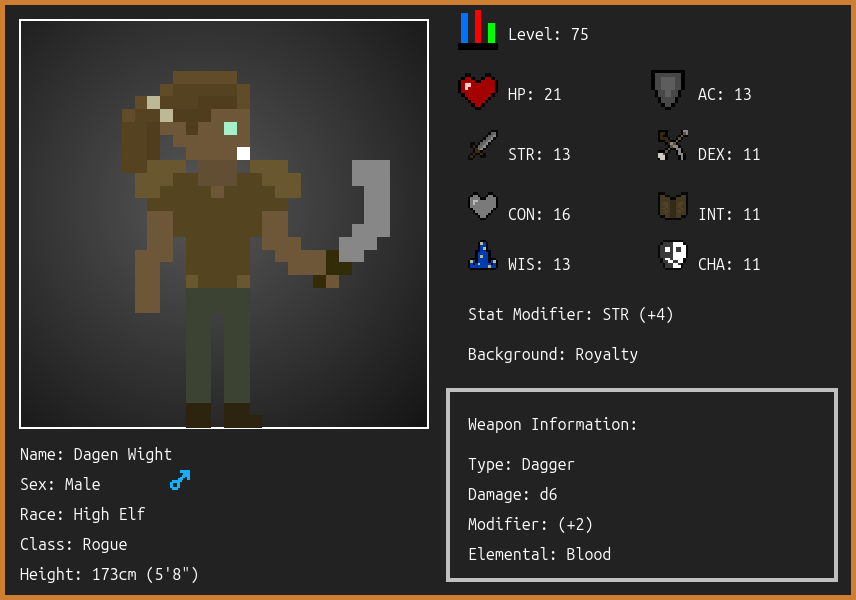 Level: 75
HP: 21
AC: 13
STR: 13
DEX: 11
CON: 16
INT: 11
WIS: 13
CHA: 11
Stat Modifier: STR (+4)
Background: Royalty
Weapon Information:
Type: Dagger
Damage: d6
Modifier: (+2)
Elemental: Blood
Name: Dagen Wight
Sex: Male
Race: High Elf
Class: Rogue
Height: 173cm (5'8")